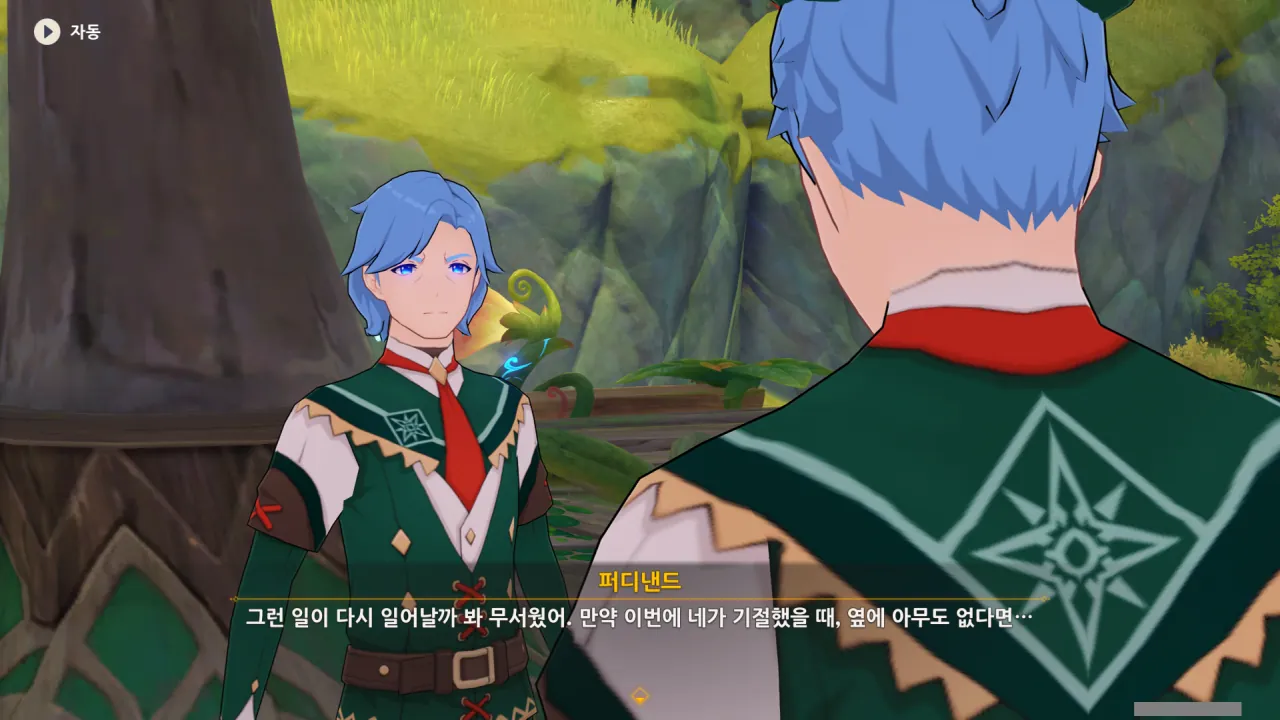 자동
퍼디낸드
그런 일이 다시 일어날까 봐 무서웠어. 만약 이번에 네가 기절했을 때, 옆에 아무도 없다면…